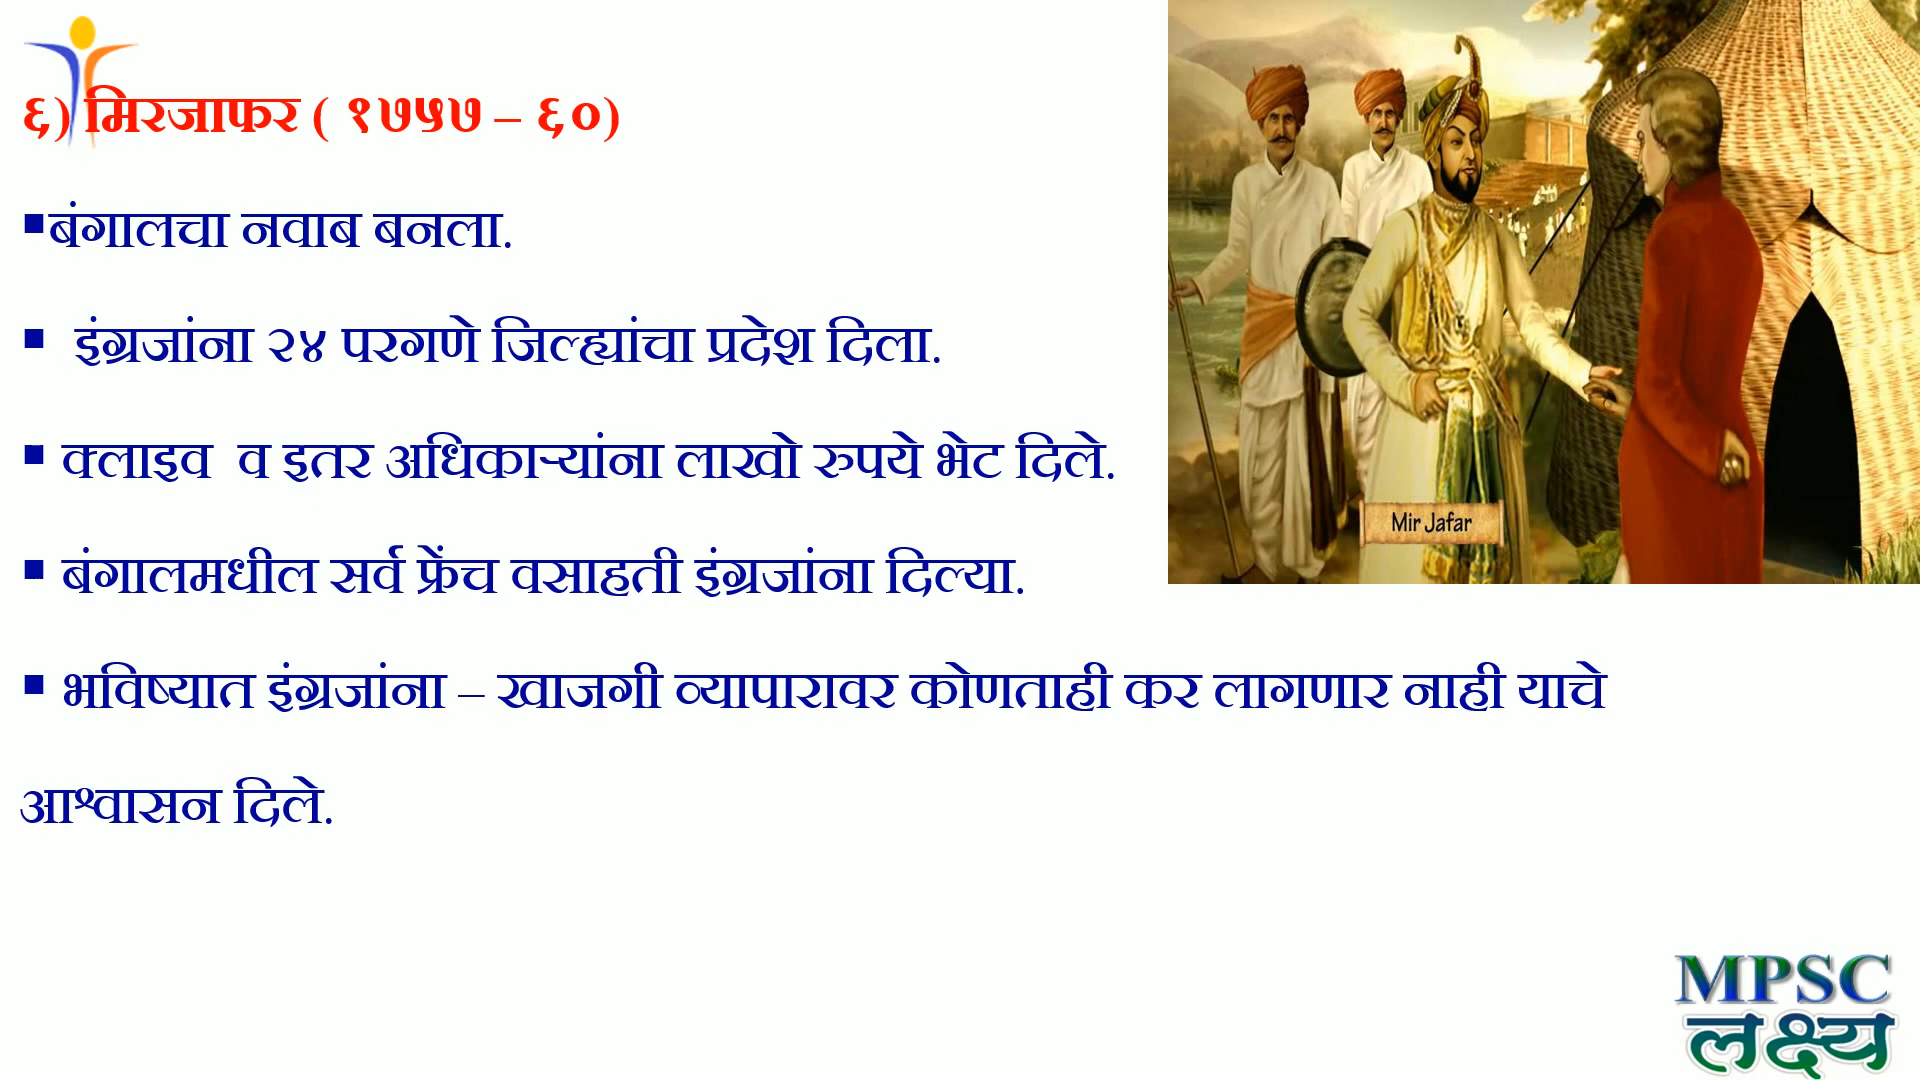 ६) मिरजाफर ( १७५७ – ६०)
▪बंगालचा नवाब बनला.
▪ इंग्रजांना २४ परगणे जिल्ह्यांचा प्रदेश दिला.
▪ क्लाइव व इतर अधिकाऱ्यांना लाखो रुपये भेट दिले.
▪ बंगालमधील सर्व फ्रेंच वसाहती इंग्रजांना दिल्या.
▪ भविष्यात इंग्रजांना – खाजगी व्यापारावर कोणताही कर लागणार नाही याचे
आश्वासन दिले.
Mir Jafar
MPSC
लक्ष्य